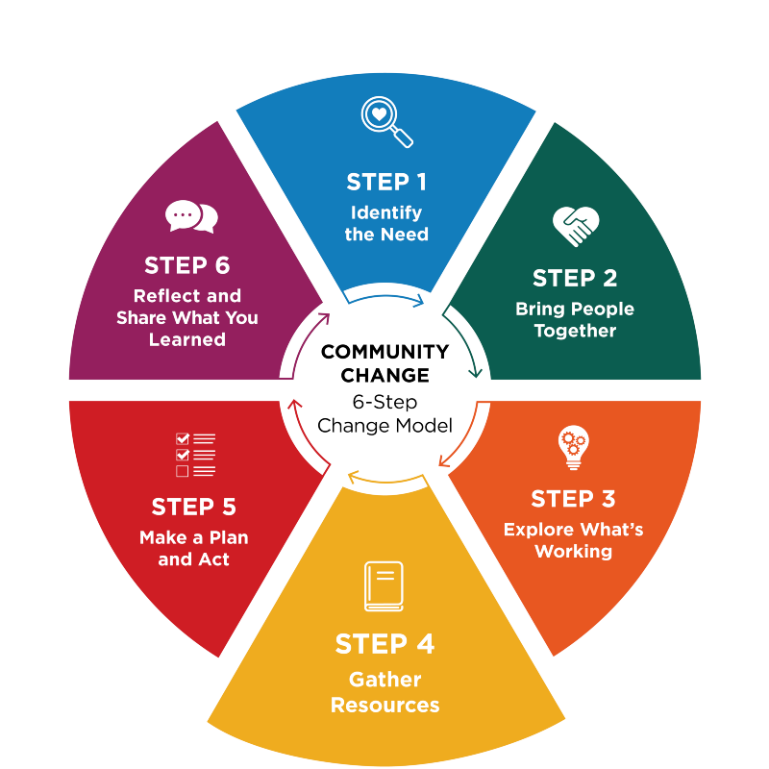 STEP 1
Identify
the Need
STEP 2
Bring People
Together
STEP 3
Explore What's
Working
STEP 4
Gather
Resources
STEP 5
Make a Plan
and Act
STEP 6
Reflect and
Share What You
Learned
COMMUNITY
CHANGE
6-Step
Change Model